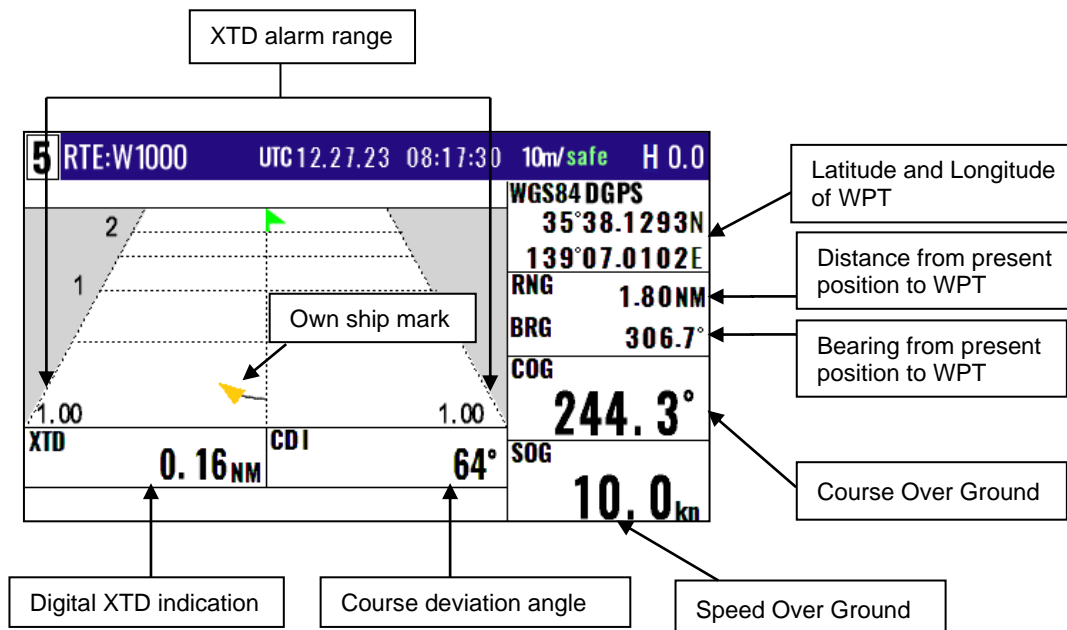 XTD alarm range
5 RTE:W1000 UTC 12.27.23 08:17:30 10m/safe H 0.0
WGS84 DGPS
35°38.1293N
139°07.0102E
2
1
1.00
1.00
RNG 1.80NM
BRG 306.7°
COG
244.3°
SOG
10.0kn
XTD
0.16NM
CDI
64°
Own ship mark
Latitude and Longitude
of WPT
Distance from present
position to WPT
Bearing from present
position to WPT
Course Over Ground
Digital XTD indication
Course deviation angle
Speed Over Ground